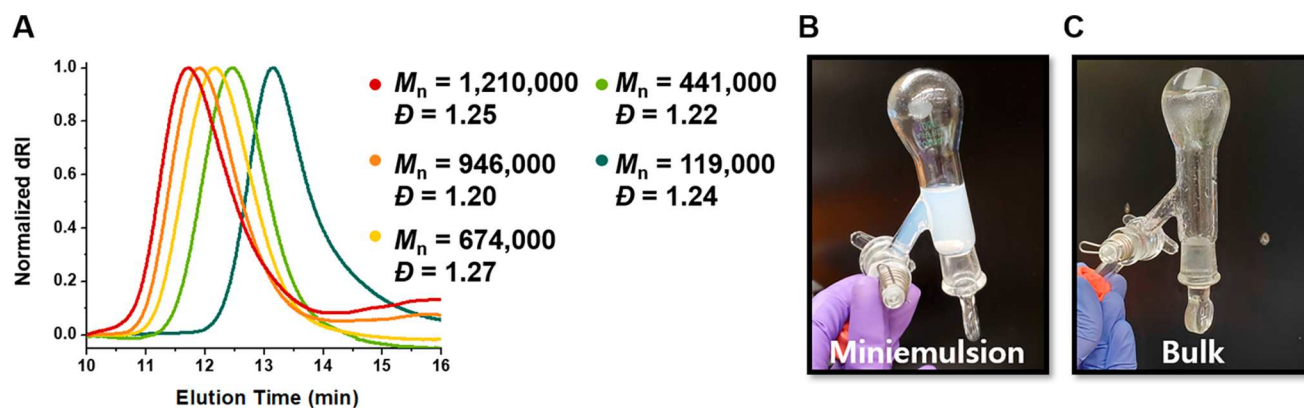 A
Normalized dRI
1.0
0.8
0.6
0.4
0.2
0.0
10 11 12 13 14 15 16
Elution Time (min)
Mn = 1,210,000
Đ = 1.25
Mn = 946,000
Đ = 1.20
Mn = 674,000
Đ = 1.27
Mn = 441,000
Đ = 1.22
Mn = 119,000
Đ = 1.24
B
Miniemulsion
C
Bulk